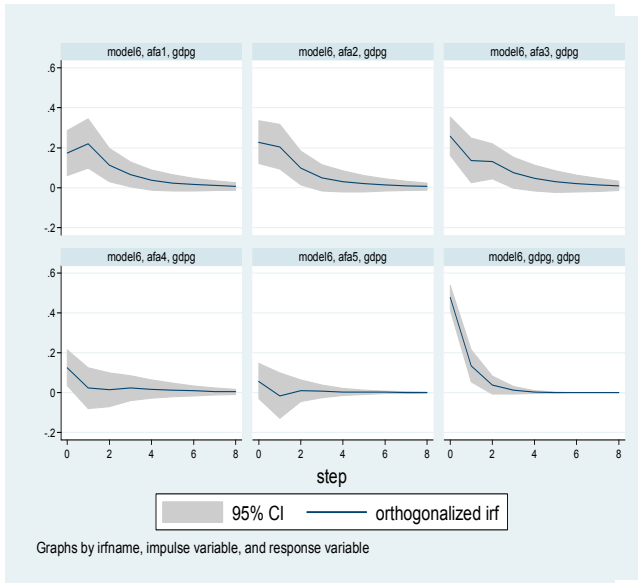 model6, afa1, gdpg
model6, afa2, gdpg
model6, afa3, gdpg
.6
.4
.2
0
-.2
model6, afa4, gdpg
model6, afa5, gdpg
model6, gdpg, gdpg
.6
.4
.2
0
-.2
0 2 4 6 8
0 2 4 6 8
0 2 4 6 8
step
95% CI
orthogonalized irf
Graphs by irfname, impulse variable, and response variable